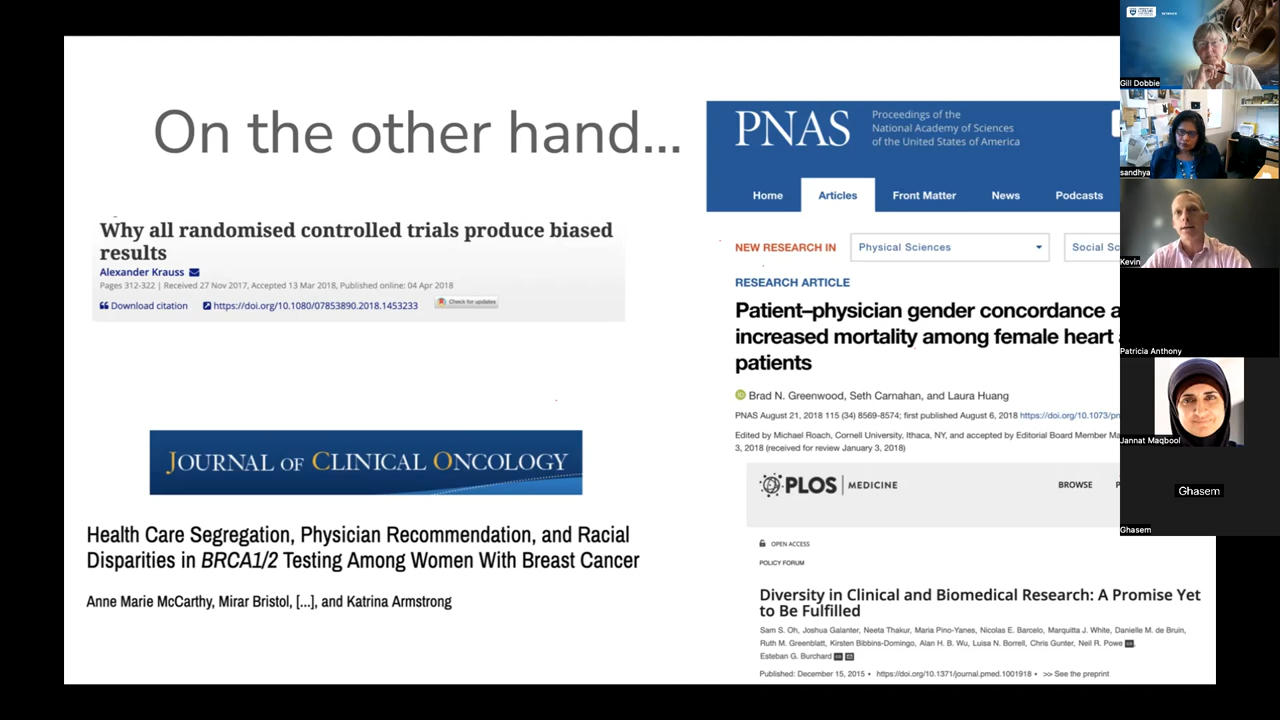 On the other hand...
Why all randomised controlled trials produce biased
results
Alexander Krauss
Pages 312-322 | Received 27 Nov 2017, Accepted 13 Mar 2018, Published online: 04 Apr 2018
Download citation https://doi.org/10.1080/07853890.2018.1453233 Check for updates
JOURNAL OF CLINICAL ONCOLOGY
Health Care Segregation, Physician Recommendation, and Racial
Disparities in BRCA1/2 Testing Among Women With Breast Cancer
Anne Marie McCarthy, Mirar Bristol, [...], and Katrina Armstrong
PNAS
Proceedings of the
National Academy of Sciences
of the United States of America
Home Articles Front Matter News Podcasts
NEW RESEARCH IN Physical Sciences Social Sc
RESEARCH ARTICLE
Patient–physician gender concordance a
increased mortality among female heart
patients
Brad N. Greenwood, Seth Carnahan, and Laura Huang
PNAS August 21, 2018 115 (34) 8569-8574; first published August 6, 2018 https://doi.org/10.1073/pn
Edited by Michael Roach, Cornell University, Ithaca, NY, and accepted by Editorial Board Member Ma
3, 2018 (received for review January 3, 2018)
PLOS MEDICINE
BROWSE P
OPEN ACCESS
POLICY FORUM
Diversity in Clinical and Biomedical Research: A Promise Yet
to Be Fulfilled
Sam S. Oh, Joshua Galanter, Neeta Thakur, Maria Pino-Yanes, Nicolas E. Barcelo, Marquitta J. White, Danielle M. de Bruin,
Ruth M. Greenblatt, Kirsten Bibbins-Domingo, Alan H. B. Wu, Luisa N. Borrell, Chris Gunter, Neil R. Powe
Esteban G. Burchard
Published: December 15, 2015 • https://doi.org/10.1371/journal.pmed.1001918 • >> See the preprint
SCIENCE
Gill Dobbie
sandhya
Kevin
Patricia Anthony
Jannat Maqbool
Ghasem
Ghasem